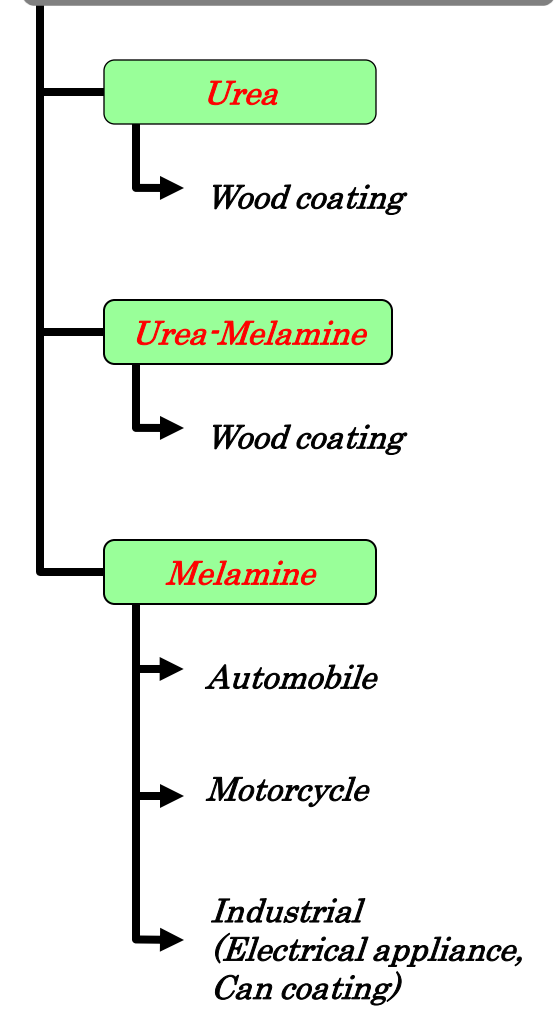 Urea
Wood coating
Urea-Melamine
Wood coating
Melamine
Automobile
Motorcycle
Industrial
(Electrical appliance,
Can coating)